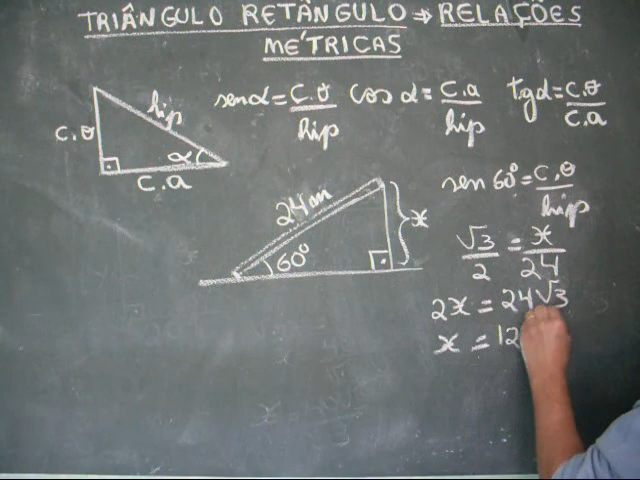 TRIÂNGULO RETÂNGULO ⇒ RELAÇÕES
MÉTRICAS
senα = C.θ/hip cos α = C.a/hip tgα = C.θ/C.a
hip
C.θ
α
C.a
sen 60° = C.θ/hip
24m
x
60°
√3/2 = x/24
2x = 24√3
x = 12